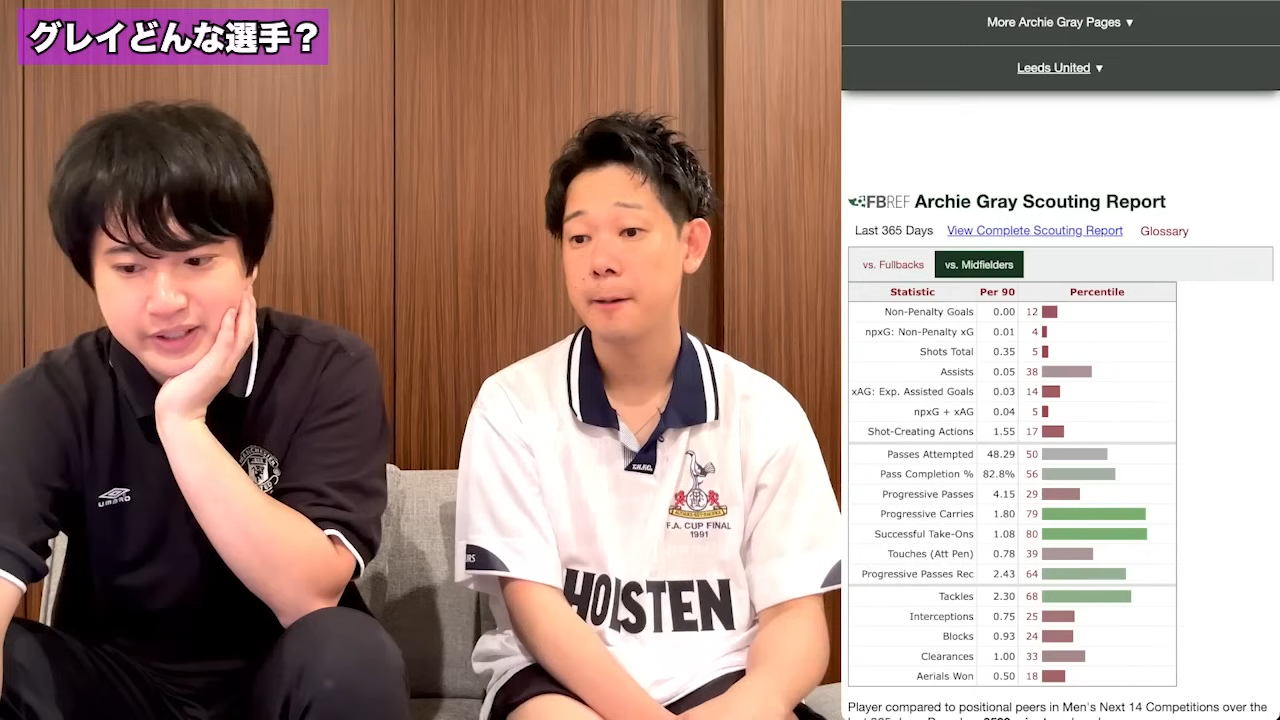 グレイどんな選手？
More Archie Gray Pages ▼
Leeds United ▼
FBREF Archie Gray Scouting Report
Last 365 Days View Complete Scouting Report Glossary
vs. Fullbacks vs. Midfielders
Statistic Per 90 Percentile
Non-Penalty Goals 0.00 12
npxG: Non-Penalty xG 0.01 4
Shots Total 0.35 5
Assists 0.05 38
xAG: Exp. Assisted Goals 0.03 14
npxG + xAG 0.04 5
Shot-Creating Actions 1.55 17
Passes Attempted 48.29 50
Pass Completion % 82.8% 56
Progressive Passes 4.15 29
Progressive Carries 1.80 79
Successful Take-Ons 1.08 80
Touches (Att Pen) 0.78 39
Progressive Passes Rec 2.43 64
Tackles 2.30 68
Interceptions 0.75 25
Blocks 0.93 24
Clearances 1.00 33
Aerials Won 0.50 18
Player compared to positional peers in Men's Next 14 Competitions over the
umbro
MANCHESTER
T.H.F.C.
F.A. CUP FINAL
1991
HOLSTEN